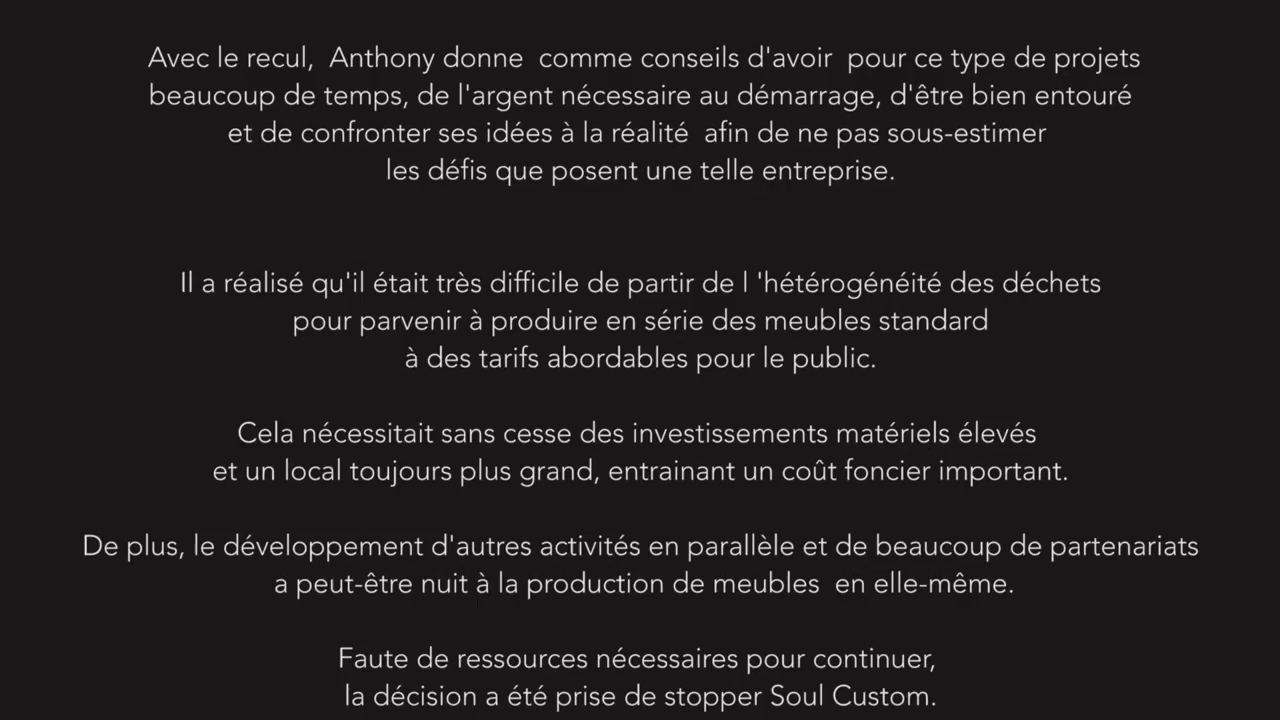 Avec le recul,  Anthony donne  comme conseils d'avoir  pour ce type de projets
beaucoup de temps, de l'argent nécessaire au démarrage, d'être bien entouré
et de confronter ses idées à la réalité  afin de ne pas sous-estimer
les défis que posent une telle entreprise.
Il a réalisé qu'il était très difficile de partir de l 'hétérogénéité des déchets
pour parvenir à produire en série des meubles standard
à des tarifs abordables pour le public.
Cela nécessitait sans cesse des investissements matériels élevés
et un local toujours plus grand, entrainant un coût foncier important.
De plus, le développement d'autres activités en parallèle et de beaucoup de partenariats
a peut-être nuit à la production de meubles  en elle-même.
Faute de ressources nécessaires pour continuer,
la décision a été prise de stopper Soul Custom.